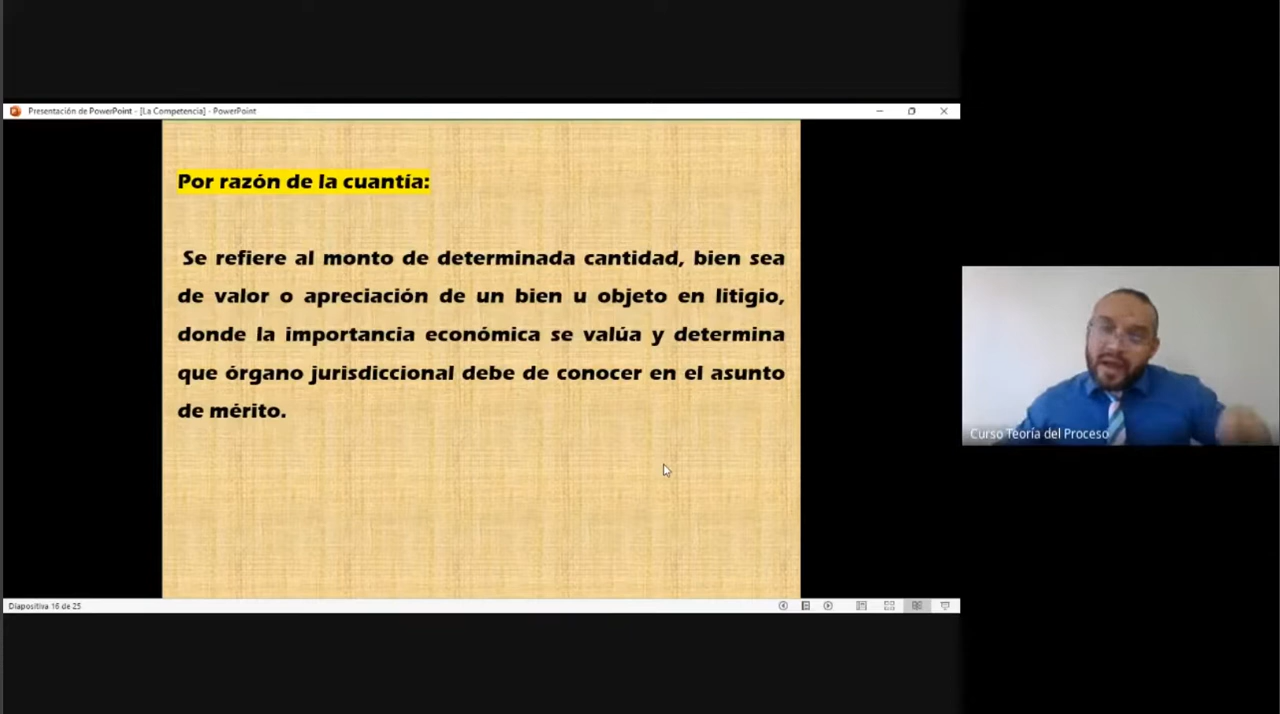 Presentación de PowerPoint - [La Competencia] - PowerPoint
Por razón de la cuantía:
Se refiere al monto de determinada cantidad, bien sea
de valor o apreciación de un bien u objeto en litigio,
donde la importancia económica se valúa y determina
que órgano jurisdiccional debe de conocer en el asunto
de mérito.
Curso Teoría del Proceso
Diapositiva 16 de 25